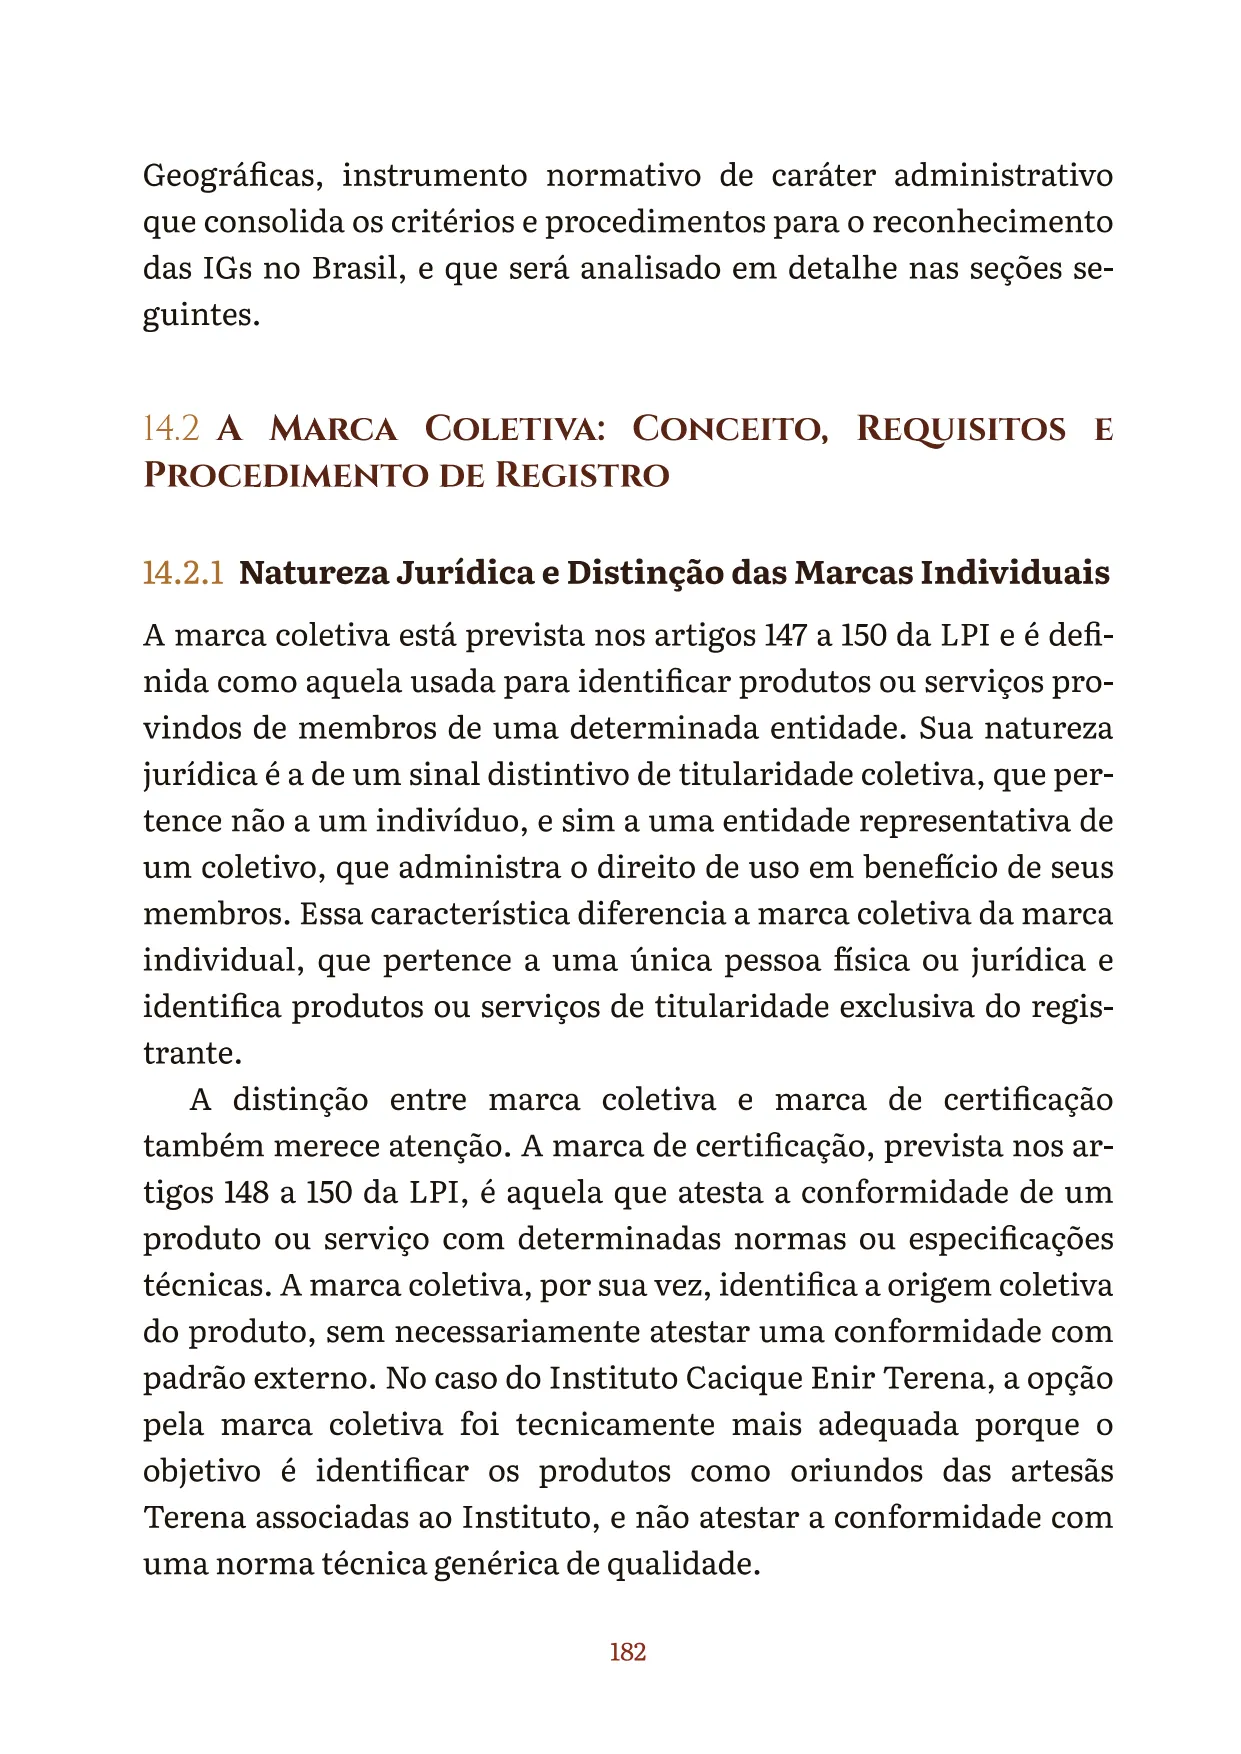 Geográficas, instrumento normativo de caráter administrativo
que consolida os critérios e procedimentos para o reconhecimento
das IGs no Brasil, e que será analisado em detalhe nas seções se-
guintes.
14.2 A Marca Coletiva: Conceito, Requisitos e
Procedimento de Registro
14.2.1 Natureza Jurídica e Distinção das Marcas Individuais
A marca coletiva está prevista nos artigos 147 a 150 da LPI e é defi-
nida como aquela usada para identificar produtos ou serviços pro-
vindos de membros de uma determinada entidade. Sua natureza
jurídica é a de um sinal distintivo de titularidade coletiva, que per-
tence não a um indivíduo, e sim a uma entidade representativa de
um coletivo, que administra o direito de uso em benefício de seus
membros. Essa característica diferencia a marca coletiva da marca
individual, que pertence a uma única pessoa física ou jurídica e
identifica produtos ou serviços de titularidade exclusiva do regis-
trante.
A distinção entre marca coletiva e marca de certificação
também merece atenção. A marca de certificação, prevista nos ar-
tigos 148 a 150 da LPI, é aquela que atesta a conformidade de um
produto ou serviço com determinadas normas ou especificações
técnicas. A marca coletiva, por sua vez, identifica a origem coletiva
do produto, sem necessariamente atestar uma conformidade com
padrão externo. No caso do Instituto Cacique Enir Terena, a opção
pela marca coletiva foi tecnicamente mais adequada porque o
objetivo é identificar os produtos como oriundos das artesãs
Terena associadas ao Instituto, e não atestar a conformidade com
uma norma técnica genérica de qualidade.
182